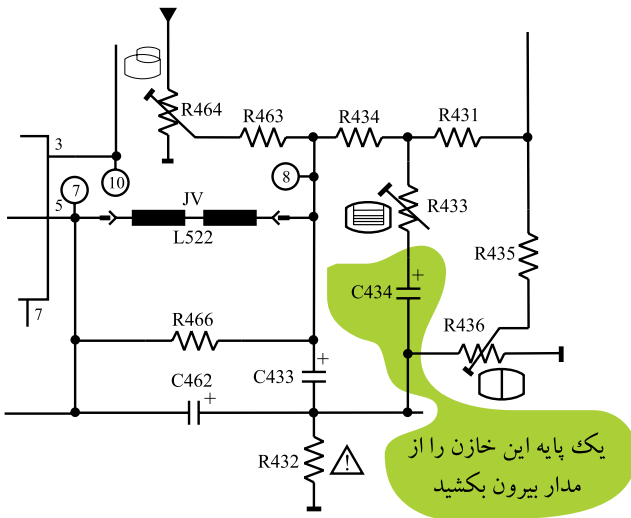 R464
R463
R434
R431
3
10
8
7
5
JV
L522
R433
R435
C434
+
7
R466
R436
C433
+
C462
+
R432
!
یک پایه این خازن را از
مدار بیرون بکشید